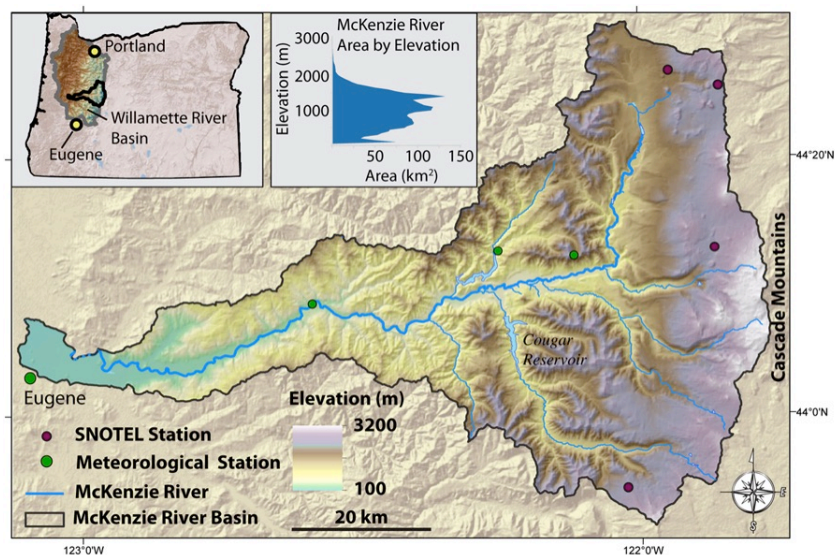 Portland
Willamette River
Basin
Eugene
McKenzie River
Area by Elevation
Elevation (m)
3000
2000
1000
50 100 150
Area (km²)
44°20'N
Cascade Mountains
Cougar
Reservoir
Eugene
Elevation (m)
3200
100
SNOTEL Station
Meteorological Station
McKenzie River
McKenzie River Basin
20 km
44°0'N
E
S
123°0'W
122°0'W